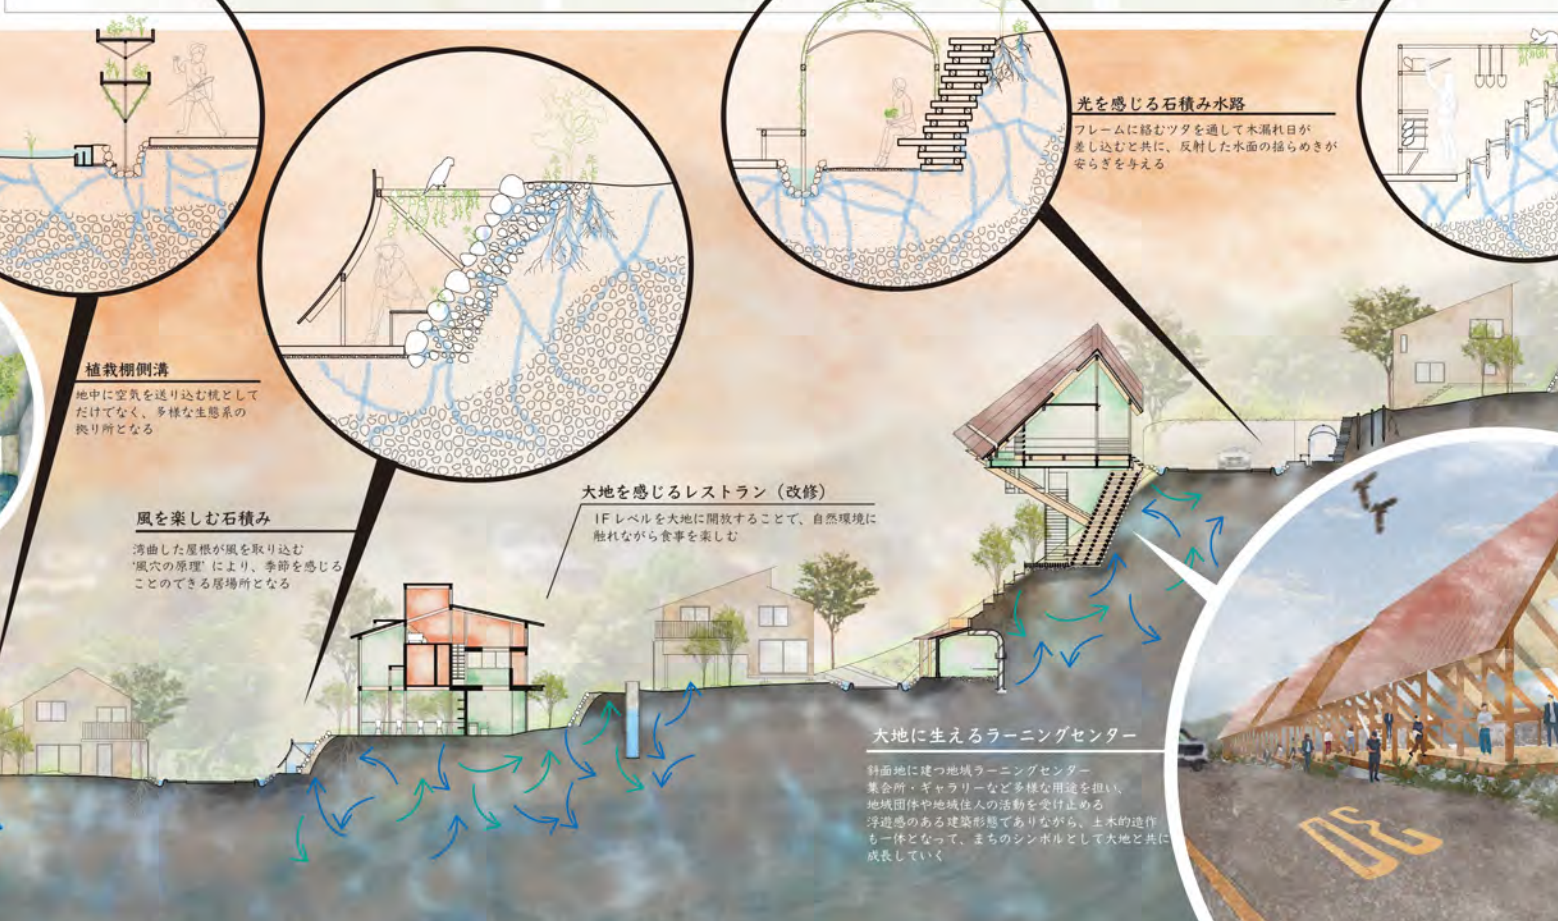 光を感じる石積み水路
フレームに絡むツタを通して木漏れ日が
差し込むと共に、反射した水面の揺らめきが
安らぎを与える
植栽棚側溝
地中に空気を送り込む杭として
だけでなく、多様な生態系の
拠り所となる
風を楽しむ石積み
湾曲した屋根が風を取り込む
'風穴の原理' により、季節を感じる
ことのできる居場所となる
大地を感じるレストラン（改修）
1F レベルを大地に開放することで、自然環境に
触れながら食事を楽しむ
大地に生えるラーニングセンター
斜面地に建つ地域ラーニングセンター
集会所・ギャラリーなど多様な用途を担い、
地域団体や地域住人の活動を受け止める
浮遊感のある建築形態でありながら、土木的造作
も一体となって、まちのシンボルとして大地と共に
成長していく
30